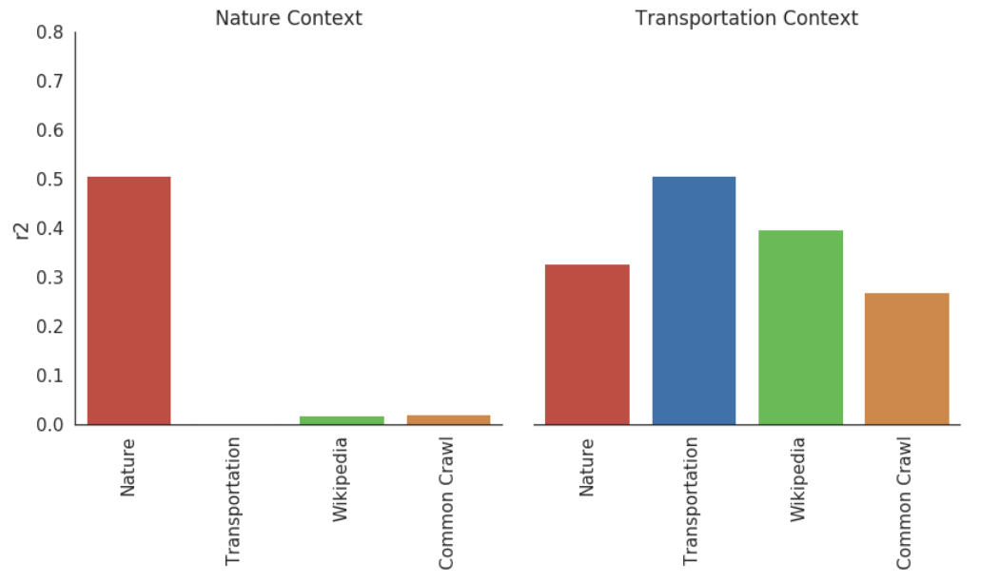 Nature Context
Transportation Context
0.8
0.7
0.6
0.5
0.4
0.3
0.2
0.1
0.0
r2
Nature
Transportation
Wikipedia
Common Crawl
Nature
Transportation
Wikipedia
Common Crawl